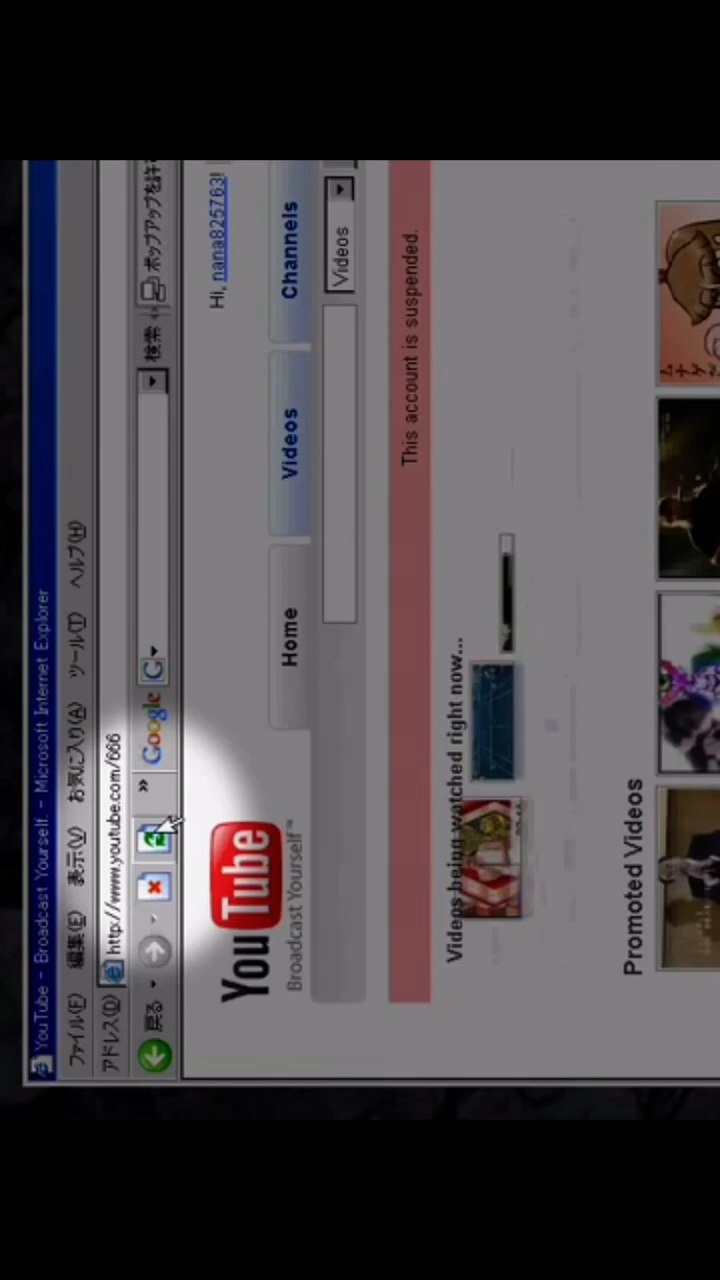 YouTube - Broadcast Yourself. - Microsoft Internet Explorer
ファイル(F) 編集(E) 表示(V) お気に入り(A) ツール(T) ヘルプ(H)
アドレス(D) http://www.youtube.com/666
戻る » Google G 検索 ポップアップを許
Hi, nana825763!
YouTube™
Broadcast Yourself
Home Videos Channels
Videos
This account is suspended.
Videos being watched right now...
Promoted Videos